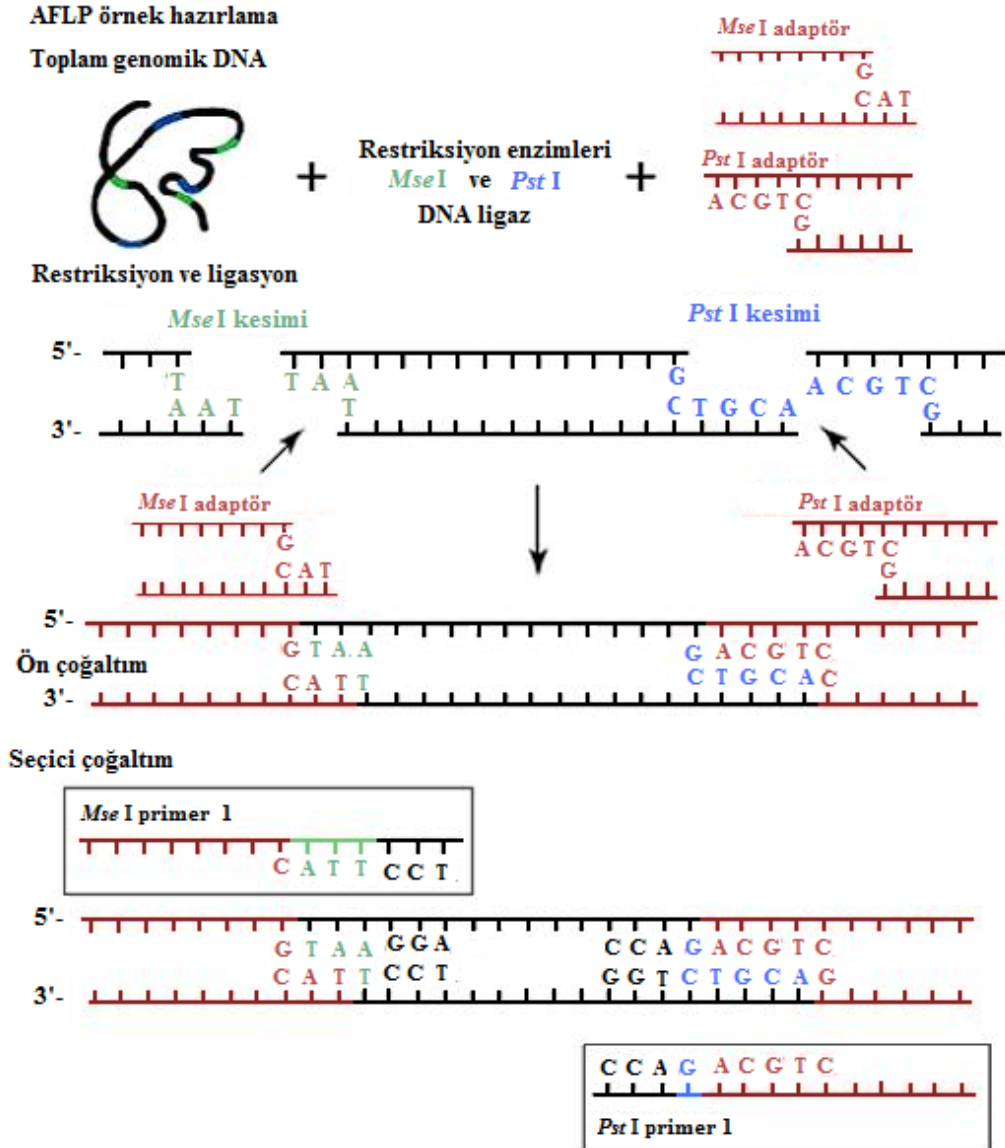 AFLP örnek hazırlama
Toplam genomik DNA
Mse I adaptör
G
C A T
+
Restriksiyon enzimleri
Mse I ve Pst I
DNA ligaz
+
Pst I adaptör
A C G T C
G
Restriksiyon ve ligasyon
Mse I kesimi
Pst I kesimi
5'-
T
A A T
T A A
T
G
C T G C A
A C G T C
G
3'-
Mse I adaptör
G
C A T
Pst I adaptör
A C G T C
G
5'-
G T A A
G A C G T C
Ön çoğaltım
C A T T
C T G C A C
3'-
Seçici çoğaltım
Mse I primer 1
C A T T C C T
5'-
G T A A G G A
C C A G A C G T C
C A T T C C T
G G T C T G C A G
3'-
C C A G A C G T C
Pst I primer 1